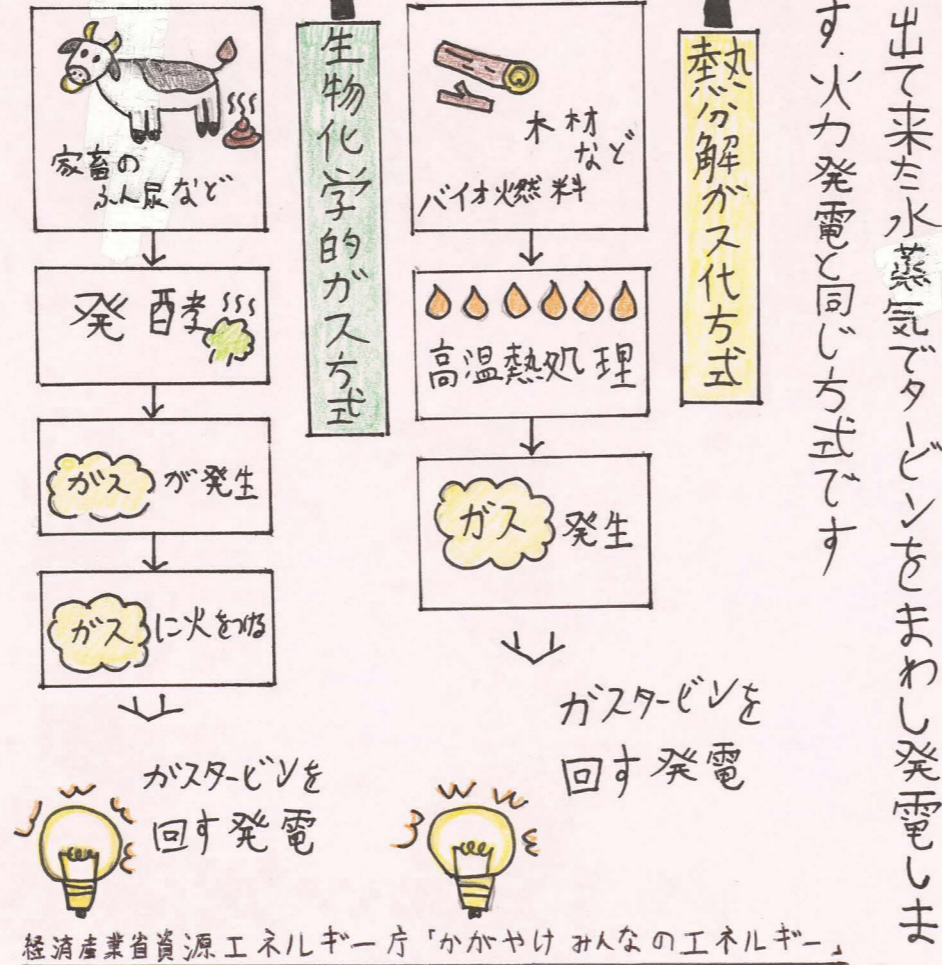 出て来た水蒸気でタービンをまわし発電しま
す.火力発電と同じ方式です
熱分解ガス代方式
木材
など
バイオ燃料
高温熱処理
ガス発生
ガスタービンを
回す発電
生物化学的ガス方式
家畜の
ふん尿など
発酵
ガスが発生
ガスに火をつける
ガスタービンを
回す発電
経済産業省資源エネルギー庁「かがやけみんなのエネルギー」